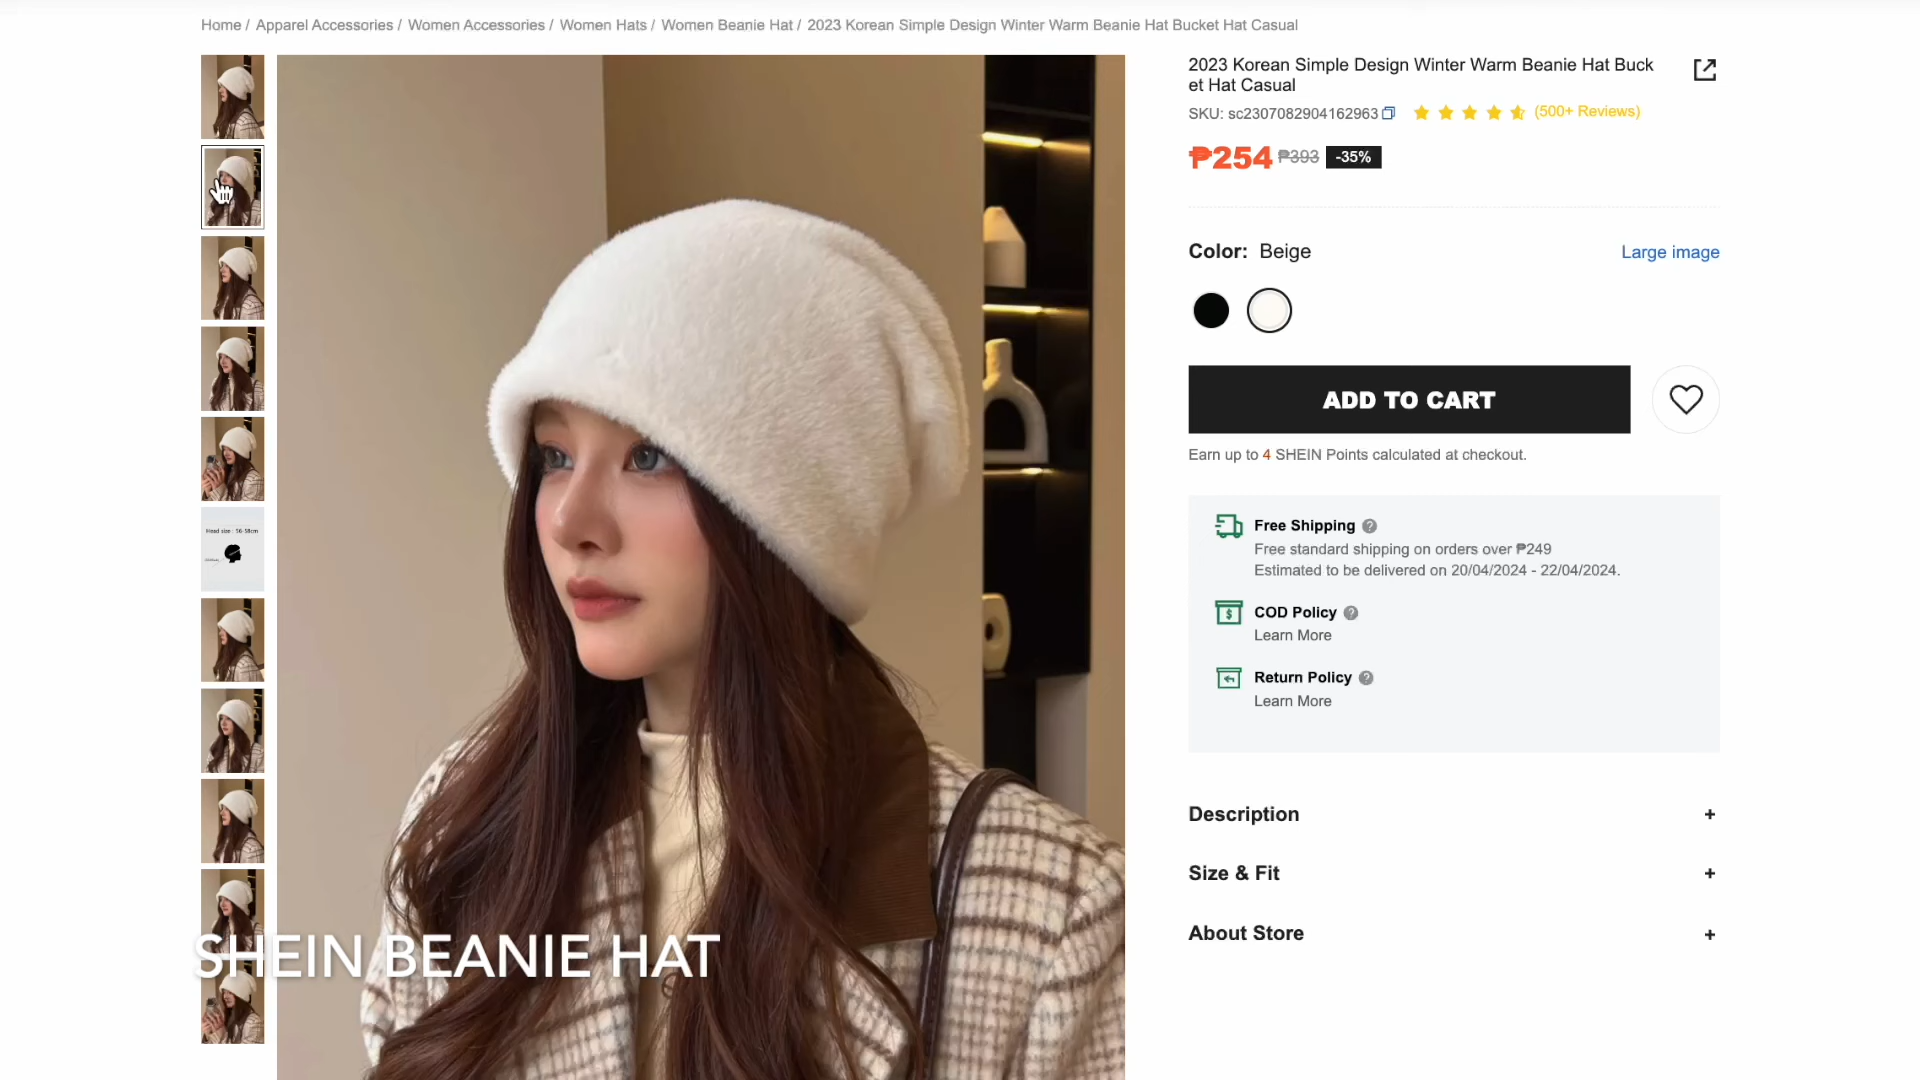 Home / Apparel Accessories / Women Accessories / Women Hats / Women Beanie Hat / 2023 Korean Simple Design Winter Warm Beanie Hat Bucket Hat Casual
2023 Korean Simple Design Winter Warm Beanie Hat Buck
et Hat Casual
SKU: sc2307082904162963 (500+ Reviews)
₱254 ₱393 -35%
Color: Beige Large image
ADD TO CART
Earn up to 4 SHEIN Points calculated at checkout.
Free Shipping ?
Free standard shipping on orders over ₱249
Estimated to be delivered on 20/04/2024 - 22/04/2024.
$ COD Policy ?
Learn More
Return Policy ?
Learn More
Description +
Size & Fit +
About Store +
Head size : 56-58cm
SHEIN BEANIE HAT